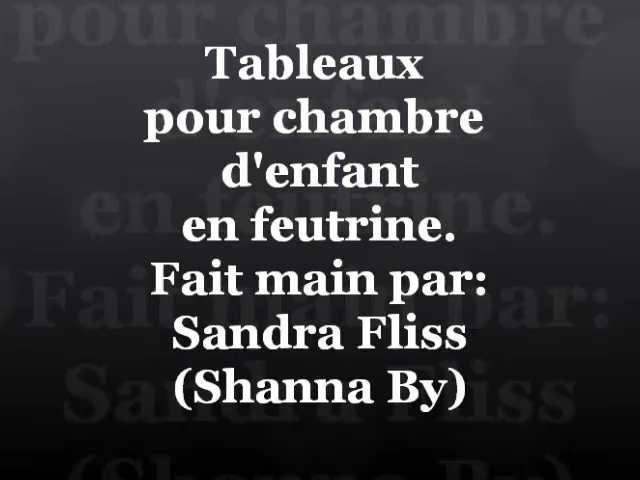 Tableaux
pour chambre
d'enfant
en feutrine.
Fait main par:
Sandra Fliss
(Shanna By)